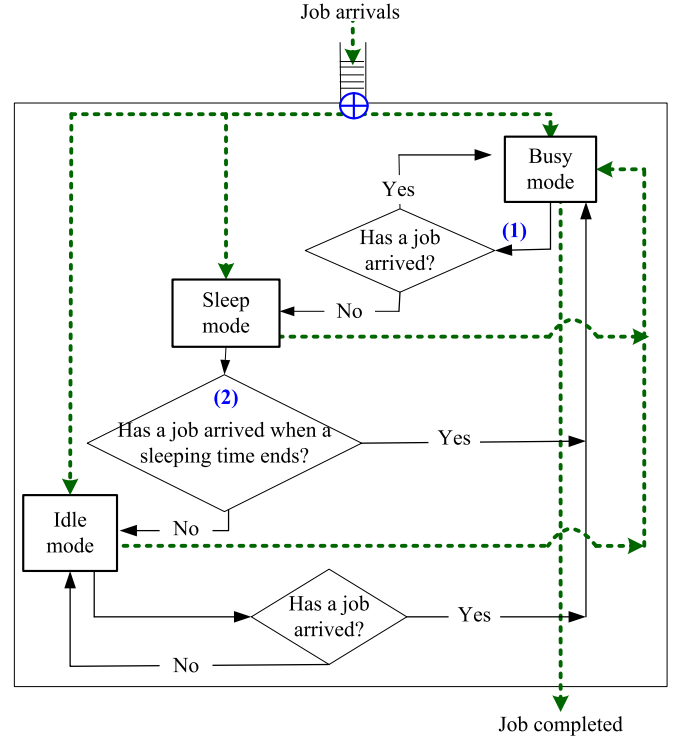 Job arrivals
Busy
mode
Yes
(1)
Has a job
arrived?
Sleep
mode
No
(2)
Has a job arrived when a
sleeping time ends?
Yes
No
Idle
mode
Has a job
arrived?
Yes
No
Job completed